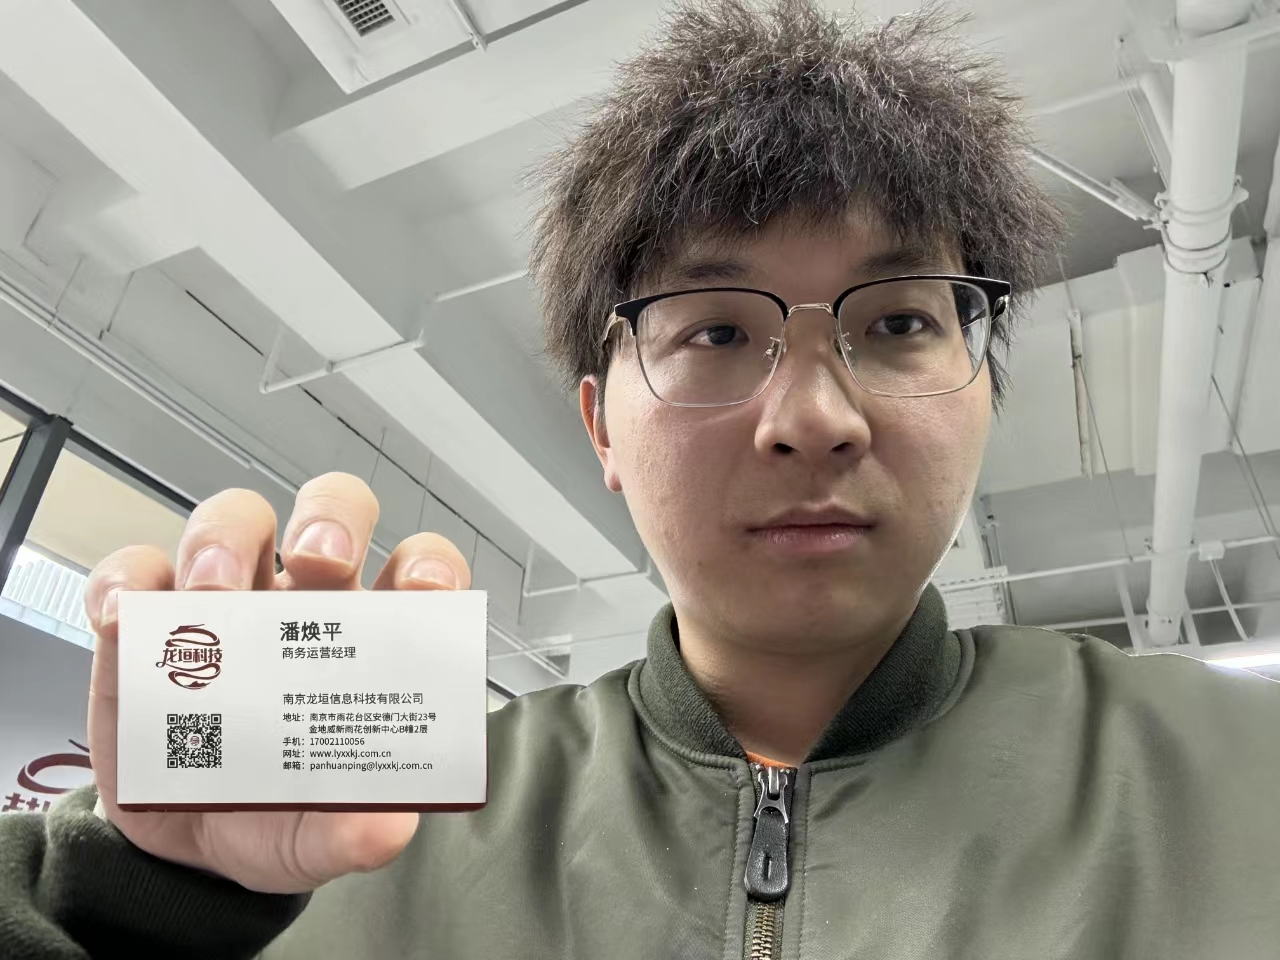 龙垣科技
潘焕平
商务运营经理
南京龙垣信息科技有限公司
地址：南京市雨花台区安德门大街23号
金地威新雨花创新中心B幢2层
手机：17002110056
网址：www.lyxxkj.com.cn
邮箱：panhuanping@lyxxkj.com.cn